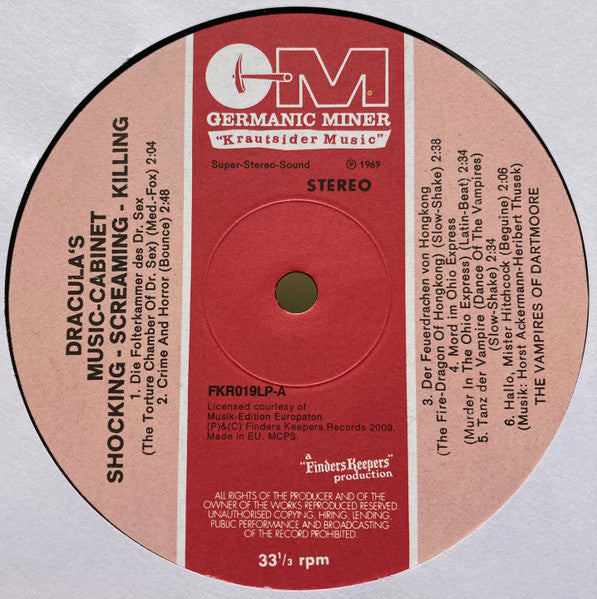 GM
GERMANIC MINER
"Krautsider Music"
Super-Stereo-Sound
℗ 1969
STEREO
DRACULA'S
MUSIC-CABINET
SHOCKING - SCREAMING - KILLING
1. Die Folterkammer des Dr. Sex
(The Torture Chamber Of Dr. Sex) (Med.-Fox) 2:04
2. Crime And Horror (Bounce) 2:48
3. Der Feuerdrachen von Hongkong
(The Fire-Dragon Of Hongkong) (Slow-Shake) 2:38
4. Mord im Ohio Express
(Murder In The Ohio Express) (Latin-Beat) 2:34
5. Tanz der Vampire (Dance Of The Vampires)
(Slow-Shake) 2:34
6. Hallo, Mister Hitchcock (Beguine) 2:06
(Musik: Horst Ackermann-Heribert Thusek)
THE VAMPIRES OF DARTMOORE
FKR019LP-A
Licensed courtesy of
Musik-Edition Europaton.
(P)&(C) Finders Keepers Records 2009.
Made in EU. MCPS.
a
"Finders Keepers"
production
ALL RIGHTS OF THE PRODUCER AND OF THE
OWNER OF THE WORKS REPRODUCED RESERVED.
UNAUTHORISED COPYING, HIRING, LENDING,
PUBLIC PERFORMANCE AND BROADCASTING
OF THE RECORD PROHIBITED.
33 1/3 rpm